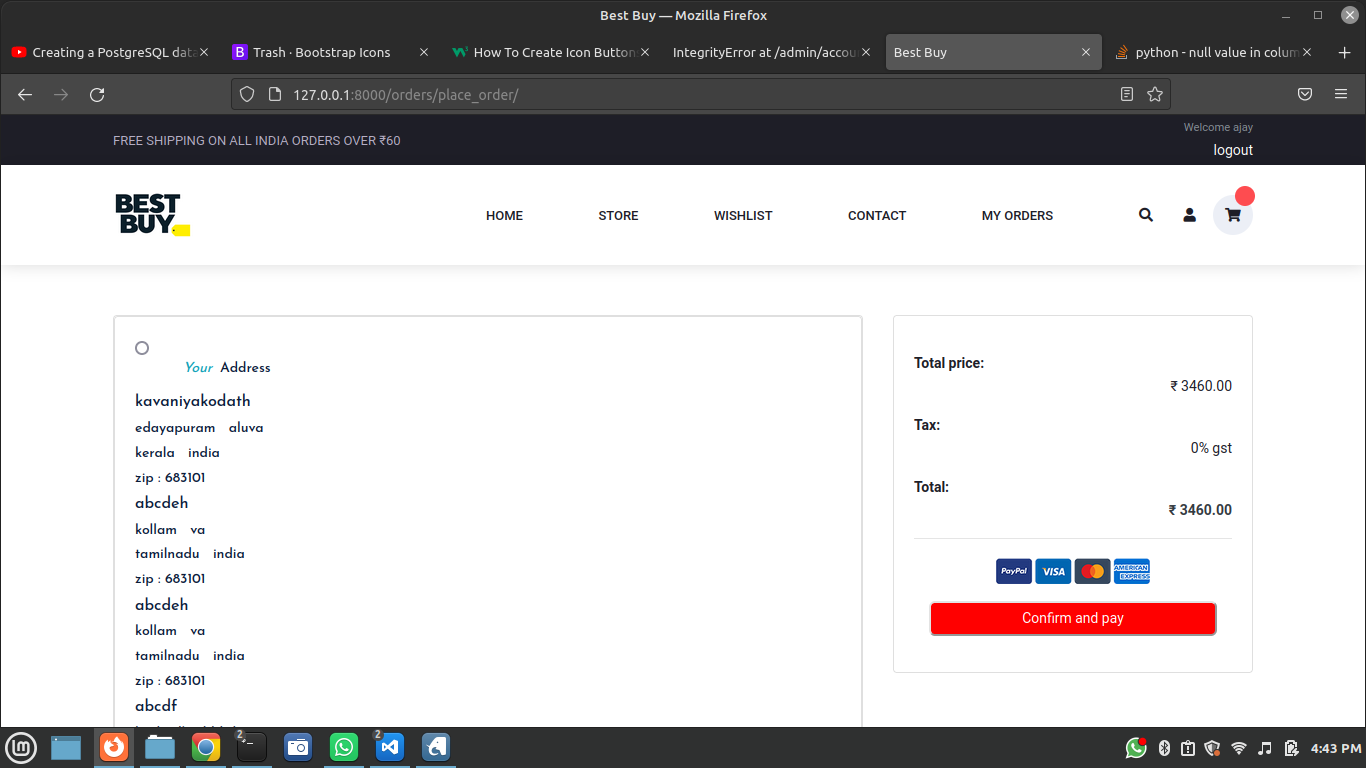 Best Buy — Mozilla Firefox
Creating a PostgreSQL data
Trash · Bootstrap Icons
How To Create Icon Button
IntegrityError at /admin/accou
Best Buy
python - null value in colum
127.0.0.1:8000/orders/place_order/
FREE SHIPPING ON ALL INDIA ORDERS OVER ₹60
Welcome ajay
logout
BEST
BUY
HOME
STORE
WISHLIST
CONTACT
MY ORDERS
Your Address
kavaniyakodath
edayapuram aluva
kerala india
zip : 683101
abcdeh
kollam va
tamilnadu india
zip : 683101
abcdeh
kollam va
tamilnadu india
zip : 683101
abcdf
Total price:
₹ 3460.00
Tax:
0% gst
Total:
₹ 3460.00
PayPal
VISA
AMERICAN
EXPRESS
Confirm and pay
2
2
4:43 PM